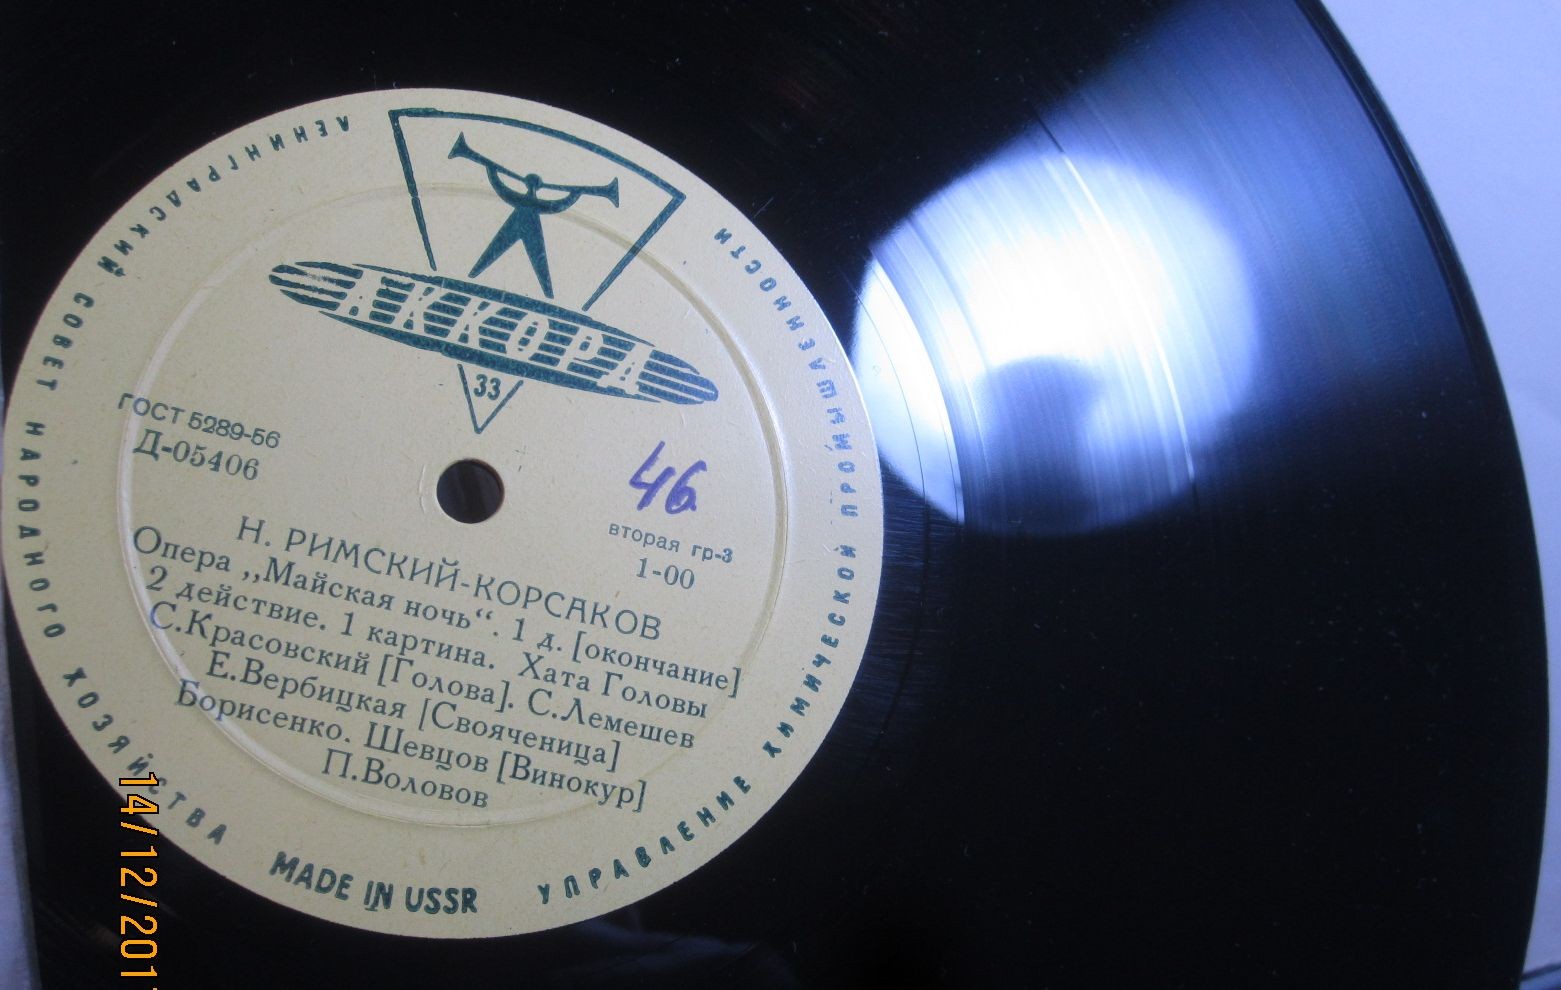 ЛЕНИНГРАДСКИЙ СОВЕТ НАРОДНОГО ХОЗЯЙСТВА
УПРАВЛЕНИЕ ХИМИЧЕСКОЙ ПРОМЫШЛЕННОСТИ
АККОРД
33
ГОСТ 5289-56
Д-05406
46
вторая гр-3
1-00
Н. РИМСКИЙ-КОРСАКОВ
Опера „Майская ночь“. 1 д. [окончание]
2 действие. 1 картина. Хата Головы
С.Красовский [Голова]. С.Лемешев
Е.Вербицкая [Свояченица]
Борисенко. Шевцов [Винокур]
П.Воловов
MADE IN USSR
14/12/201